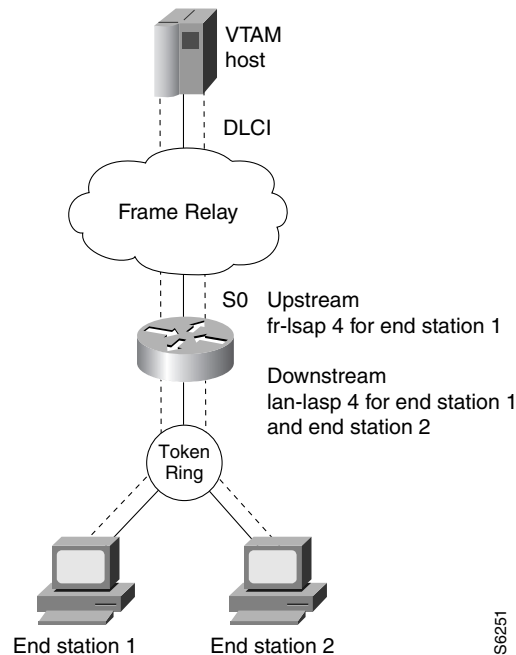 VTAM
host
DLCI
Frame Relay
S0
Upstream
fr-lsap 4 for end station 1
Downstream
lan-lasp 4 for end station 1
and end station 2
Token
Ring
End station 1
End station 2
S6251